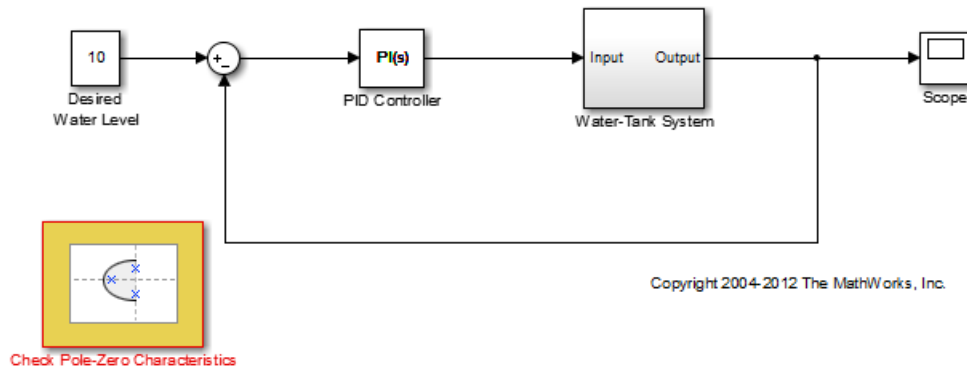 10
Desired
Water Level
+
-
PI(s)
PID Controller
Input Output
Water-Tank System
Scope
Check Pole-Zero Characteristics
Copyright 2004-2012 The MathWorks, Inc.